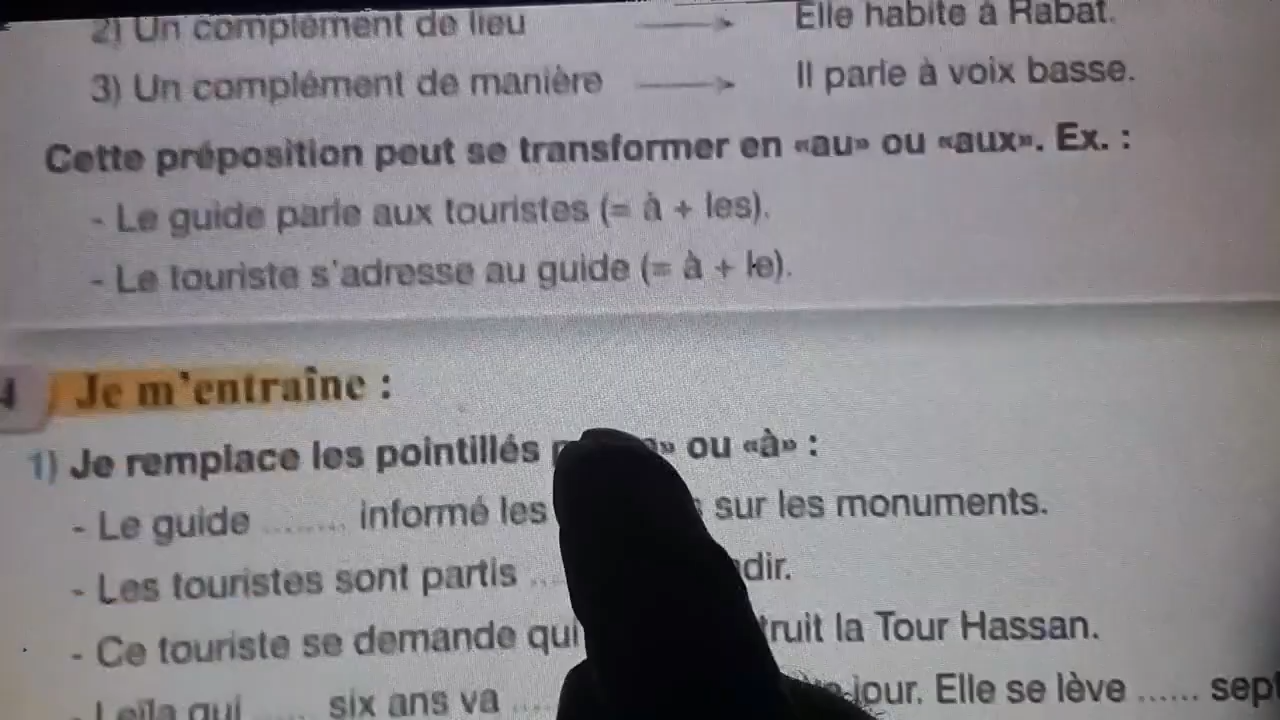 2) Un complément de lieu → Elle habite à Rabat.
3) Un complément de manière → Il parle à voix basse.
Cette préposition peut se transformer en «au» ou «aux». Ex. :
- Le guide parle aux touristes (= à + les).
- Le touriste s'adresse au guide (= à + le).
4 Je m'entraîne :
1) Je remplace les pointillés » ou «à» :
- Le guide ........ informé les sur les monuments.
- Les touristes sont partis ... dir.
- Ce touriste se demande qui truit la Tour Hassan.
- Leïla qui ...... six ans va .... jour. Elle se lève ...... sept